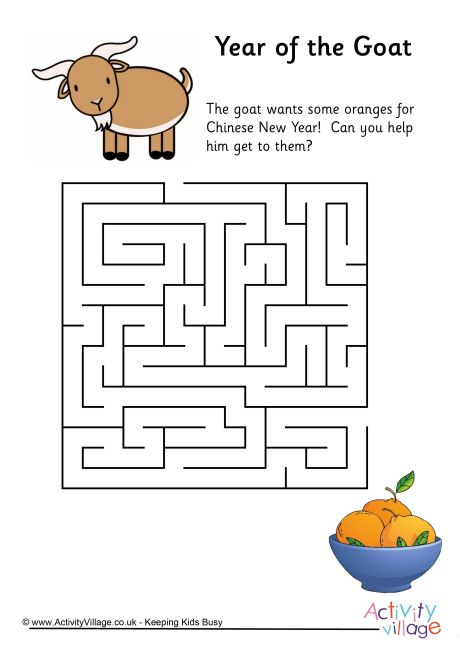 Year of the Goat
The goat wants some oranges for
Chinese New Year!  Can you help
him get to them?
© www.ActivityVillage.co.uk - Keeping Kids Busy
Activity
village